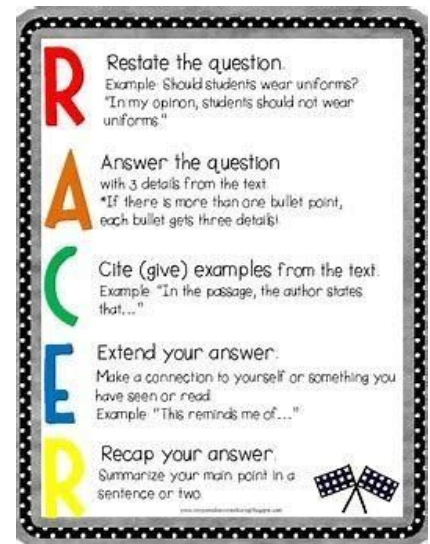 R
Restate the question.
Example: Should students wear uniforms?
"In my opinon, students should not wear
uniforms."
A
Answer the question
with 3 details from the text.
*If there is more than one bullet point,
each bullet gets three details!
C
Cite (give) examples from the text.
Example: "In the passage, the author states
that..."
E
Extend your answer.
Make a connection to yourself or something you
have seen or read.
Example: "This reminds me of..."
R
Recap your answer.
Summarize your main point in a
sentence or two.